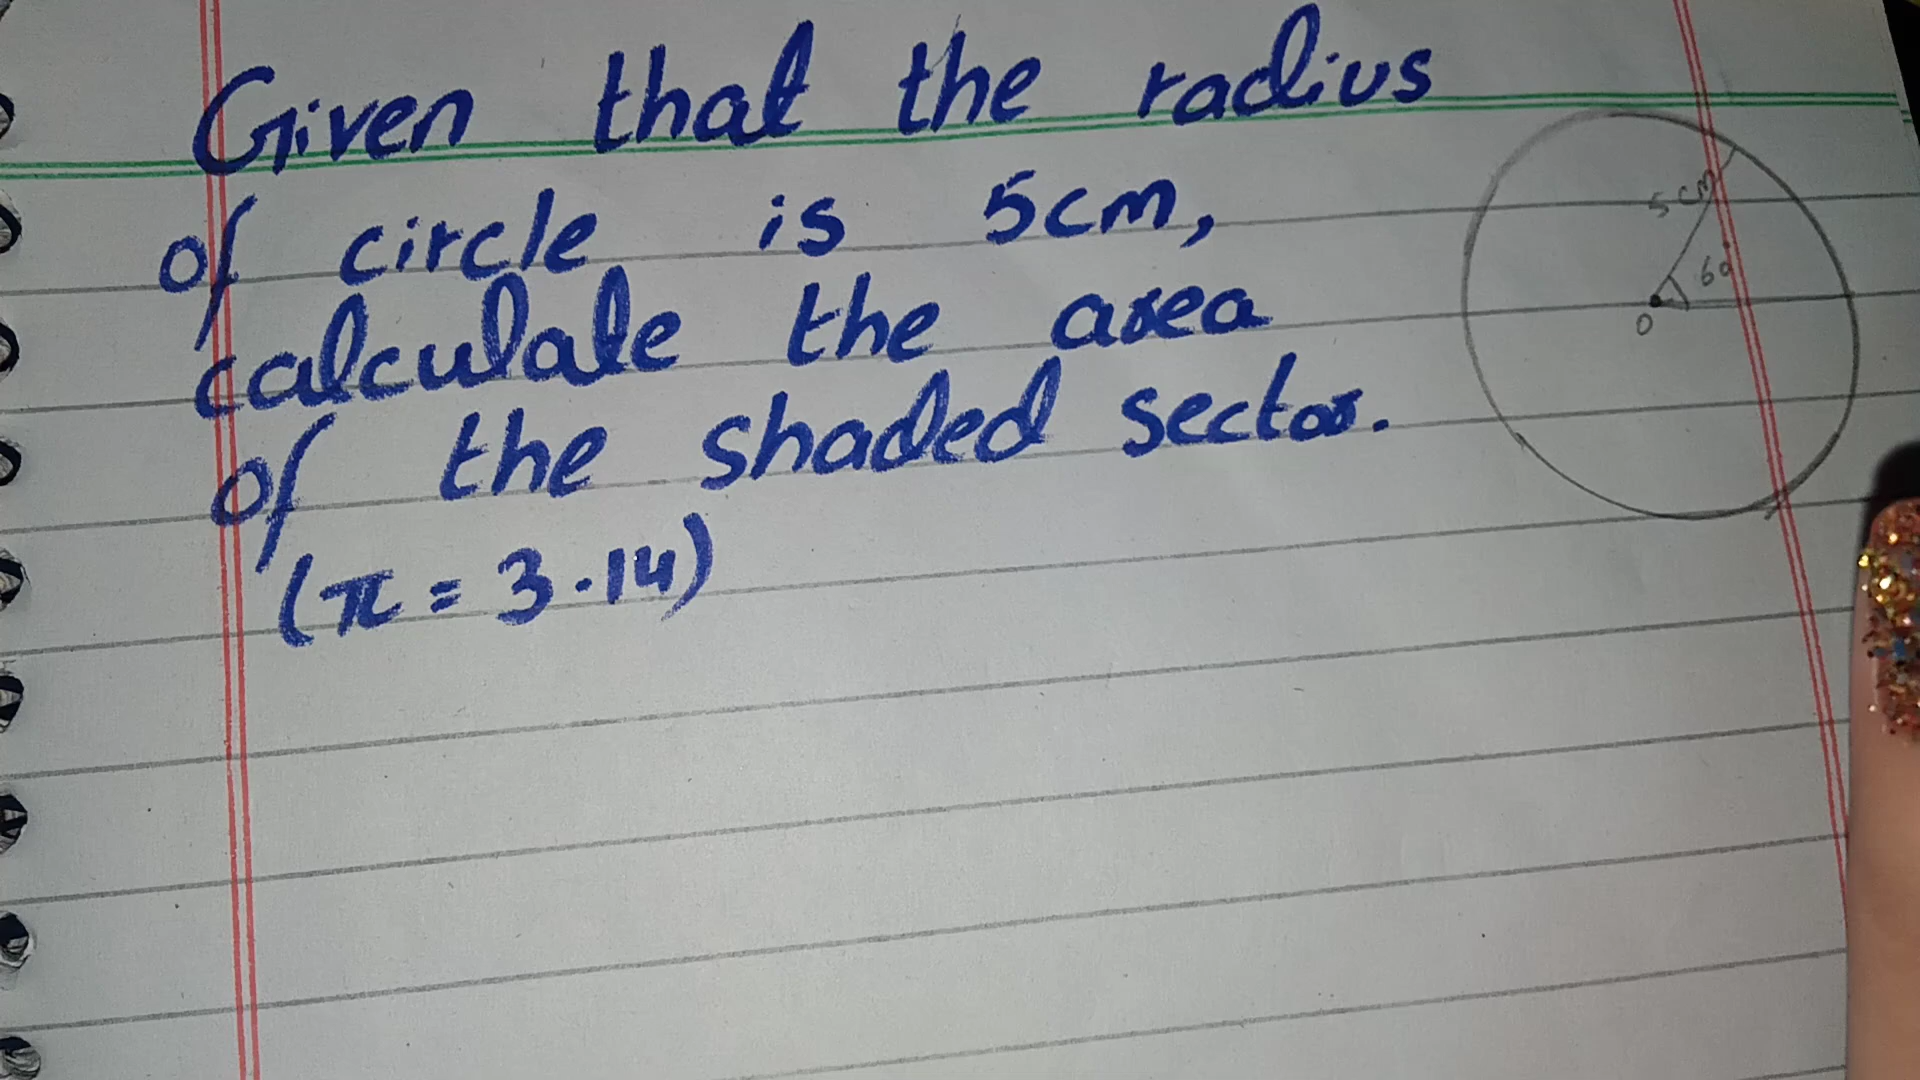 Given that the radius
of circle is 5cm,
calculate the area
of the shaded sector.
(π = 3.14)
5cm
60°
O